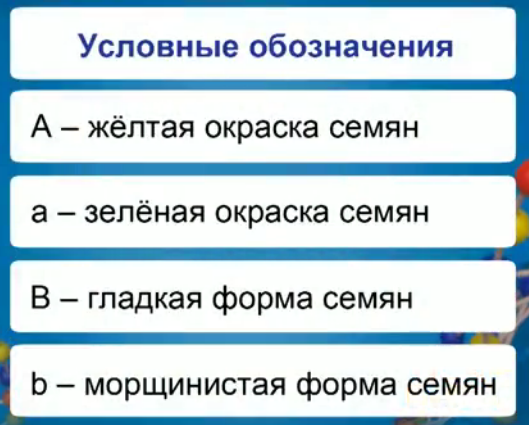 Условные обозначения
А – жёлтая окраска семян
а – зелёная окраска семян
В – гладкая форма семян
b – морщинистая форма семян